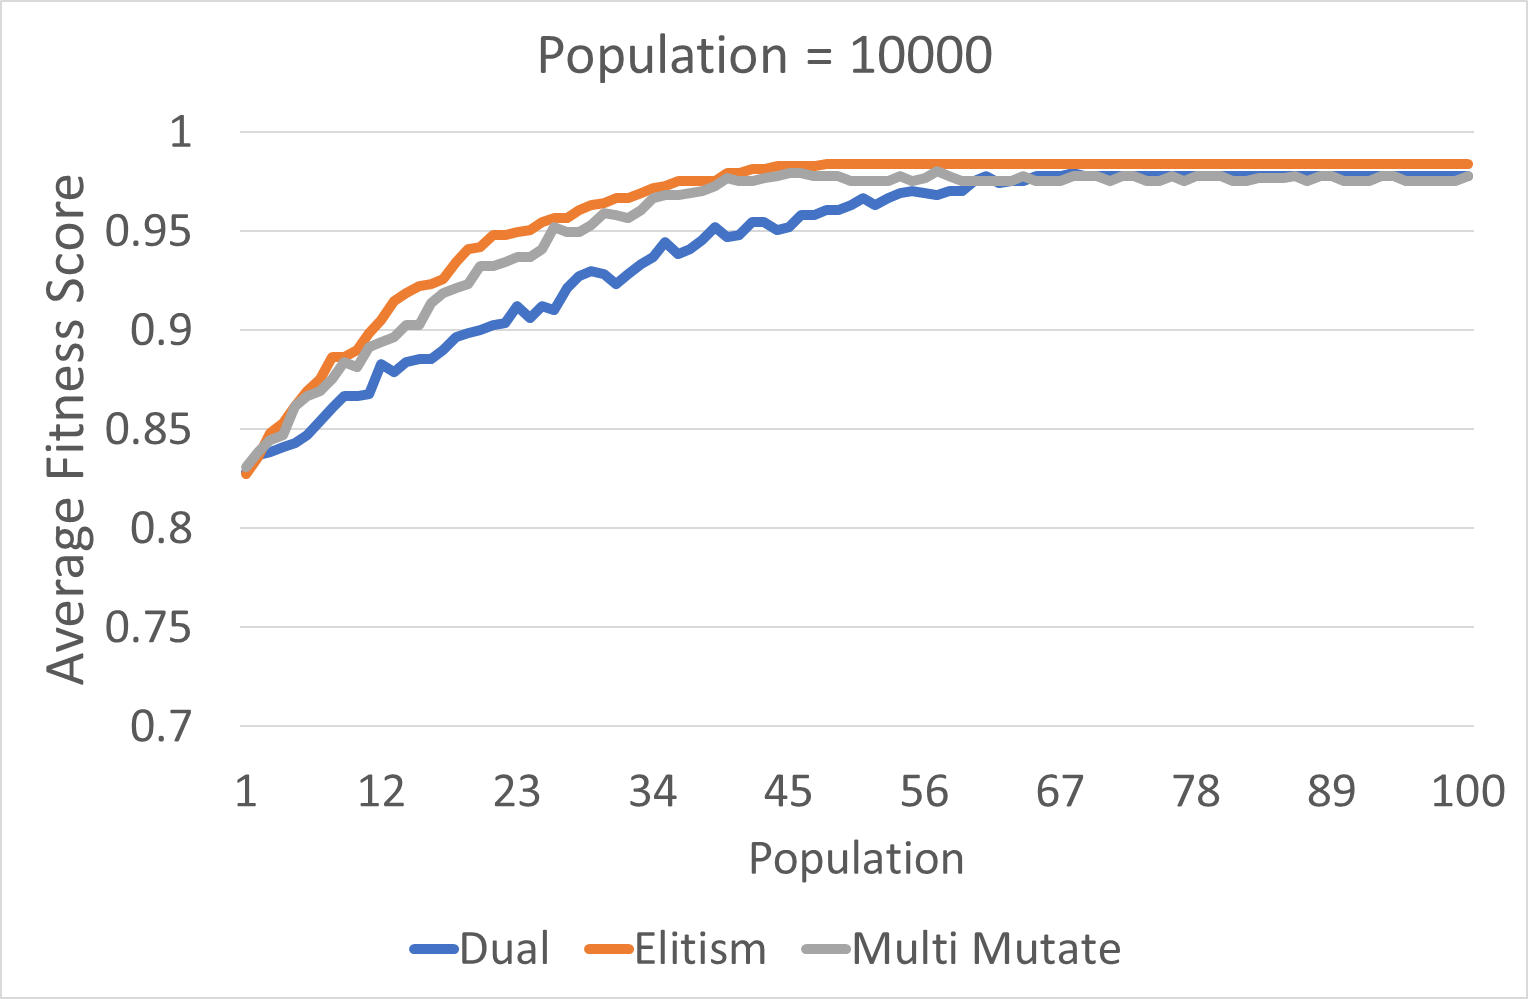 Population = 10000
Average Fitness Score
1
0.95
0.9
0.85
0.8
0.75
0.7
1 12 23 34 45 56 67 78 89 100
Population
Dual Elitism Multi Mutate